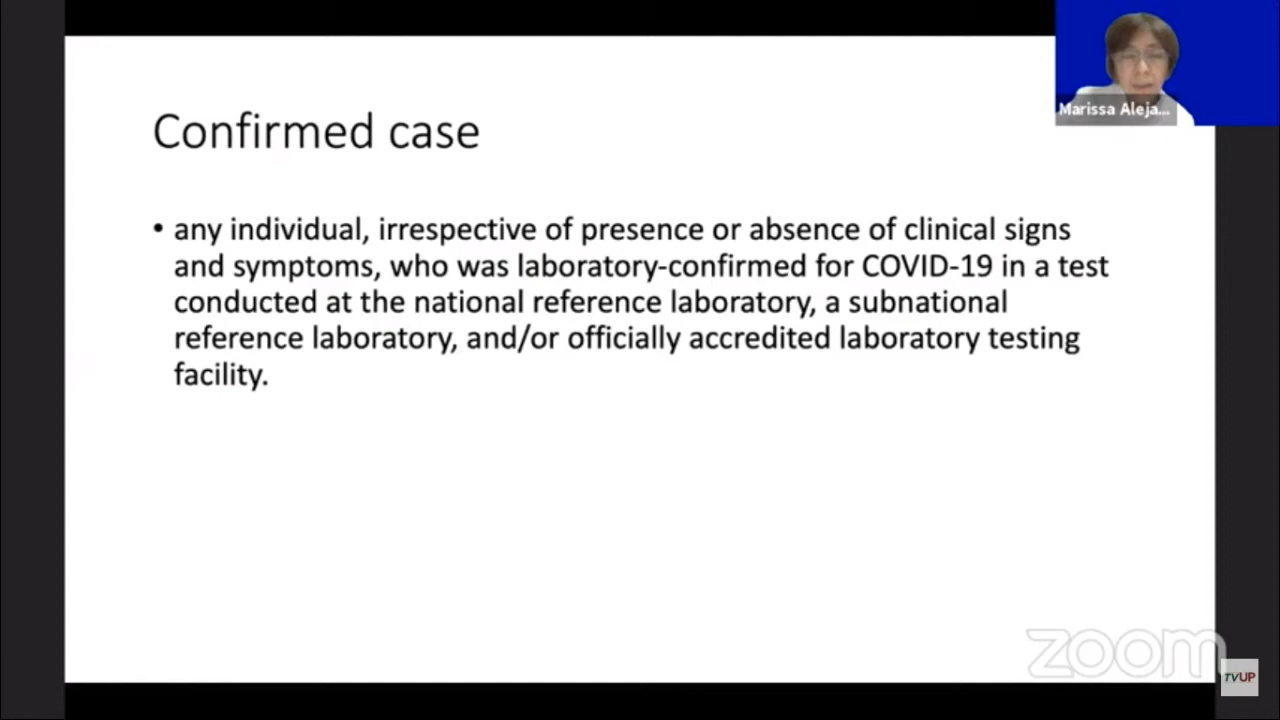 Marissa Aleja...
Confirmed case
• any individual, irrespective of presence or absence of clinical signs
and symptoms, who was laboratory-confirmed for COVID-19 in a test
conducted at the national reference laboratory, a subnational
reference laboratory, and/or officially accredited laboratory testing
facility.
zoom
TVUP